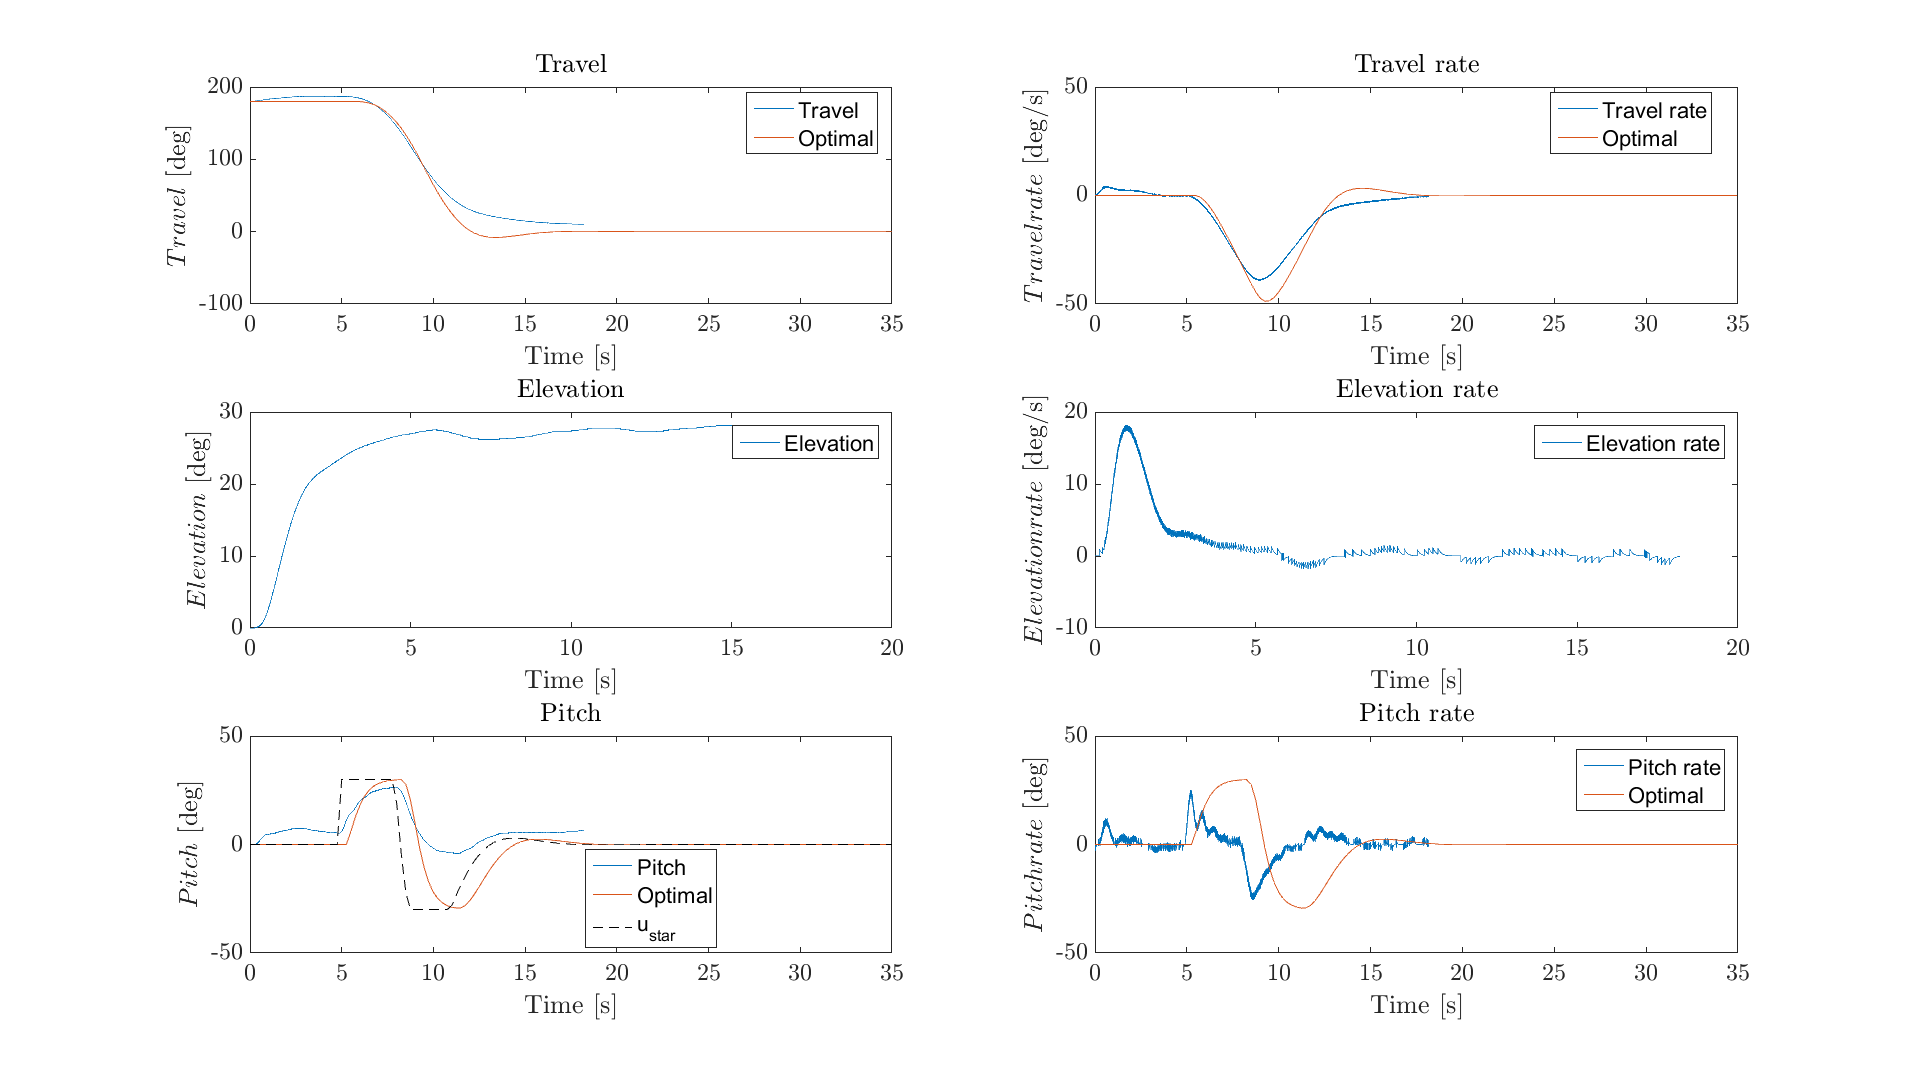 Travel
Travel [deg]
200
100
0
-100
Travel
Optimal
0 5 10 15 20 25 30 35
Time [s]
Travel rate
Travelrate [deg/s]
50
0
-50
Travel rate
Optimal
0 5 10 15 20 25 30 35
Time [s]
Elevation
Elevation [deg]
30
20
10
0
Elevation
0 5 10 15 20
Time [s]
Elevation rate
Elevationrate [deg/s]
20
10
0
-10
Elevation rate
0 5 10 15 20
Time [s]
Pitch
Pitch [deg]
50
0
-50
Pitch
Optimal
u_star
0 5 10 15 20 25 30 35
Time [s]
Pitch rate
Pitchrate [deg]
50
0
-50
Pitch rate
Optimal
0 5 10 15 20 25 30 35
Time [s]